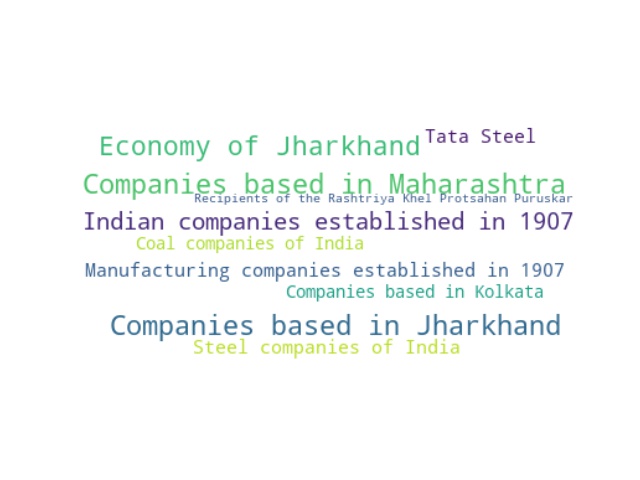 Economy of Jharkhand
Tata Steel
Companies based in Maharashtra
Recipients of the Rashtriya Khel Protsahan Puruskar
Indian companies established in 1907
Coal companies of India
Manufacturing companies established in 1907
Companies based in Kolkata
Companies based in Jharkhand
Steel companies of India